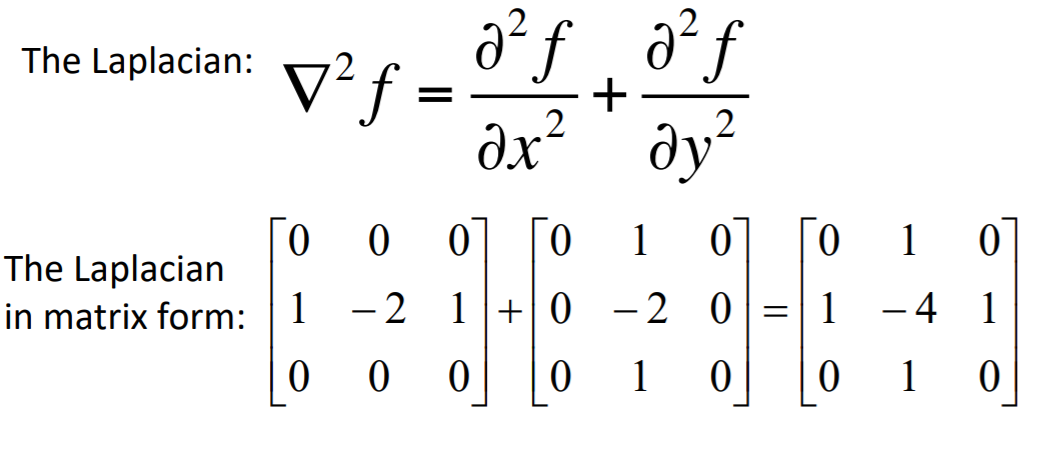 The Laplacian: ∇²f = ∂²f/∂x² + ∂²f/∂y²
The Laplacian
in matrix form:
[0 0 0] [0 1 0] [0 1 0]
[1 −2 1] + [0 −2 0] = [1 −4 1]
[0 0 0] [0 1 0] [0 1 0]